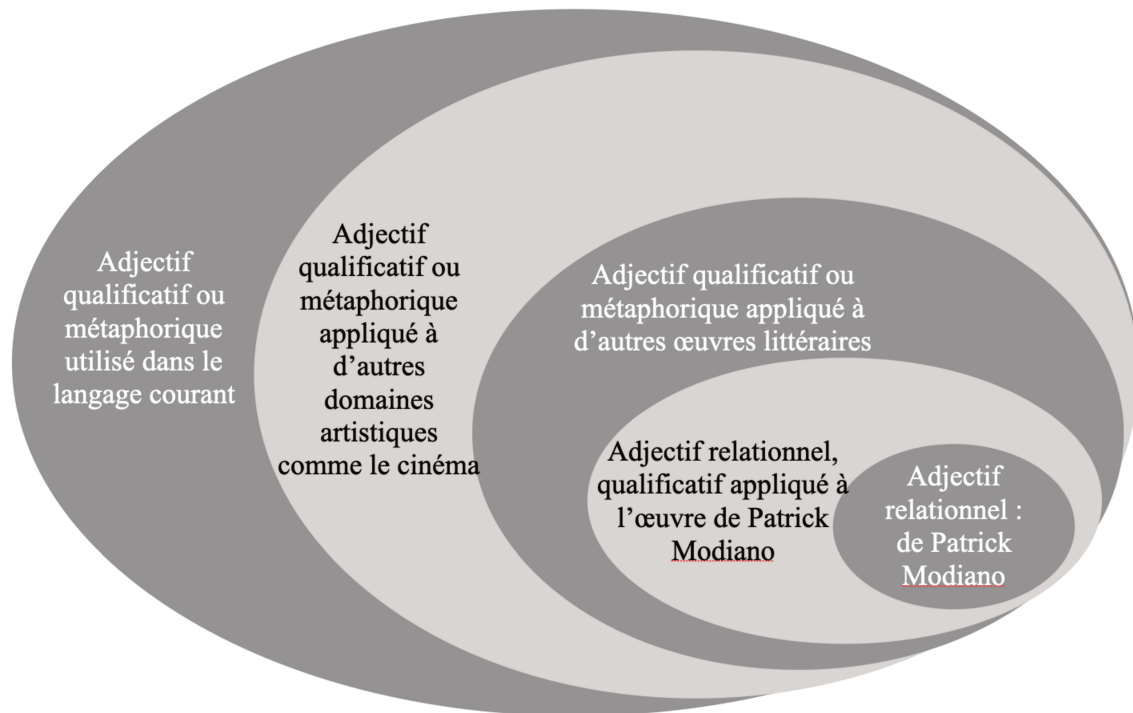 Adjectif
qualificatif ou
métaphorique
utilisé dans le
langage courant
Adjectif
qualificatif ou
métaphorique
appliqué à
d’autres
domaines
artistiques
comme le cinéma
Adjectif qualificatif ou
métaphorique appliqué à
d’autres œuvres littéraires
Adjectif relationnel,
qualificatif appliqué à
l’œuvre de Patrick
Modiano
Adjectif
relationnel :
de Patrick
Modiano